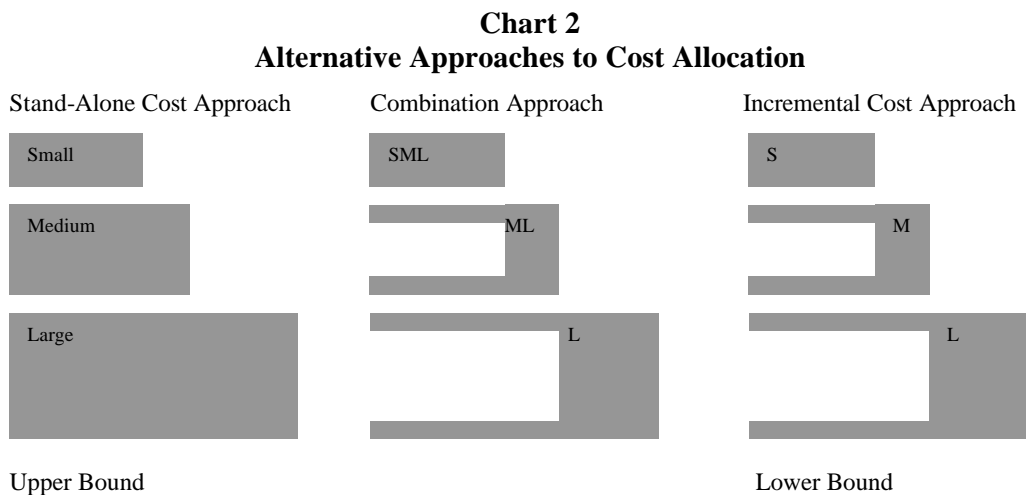 Chart 2
Alternative Approaches to Cost Allocation
Stand-Alone Cost Approach Combination Approach Incremental Cost Approach
Small SML S
Medium ML M
Large L L
Upper Bound Lower Bound